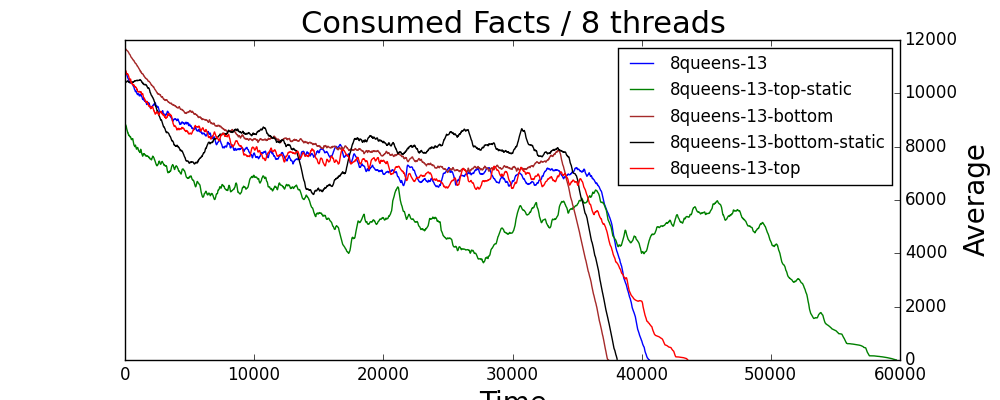 Consumed Facts / 8 threads
12000
10000
8000
6000
4000
2000
0
Average
8queens-13
8queens-13-top-static
8queens-13-bottom
8queens-13-bottom-static
8queens-13-top
0 10000 20000 30000 40000 50000 60000
Time